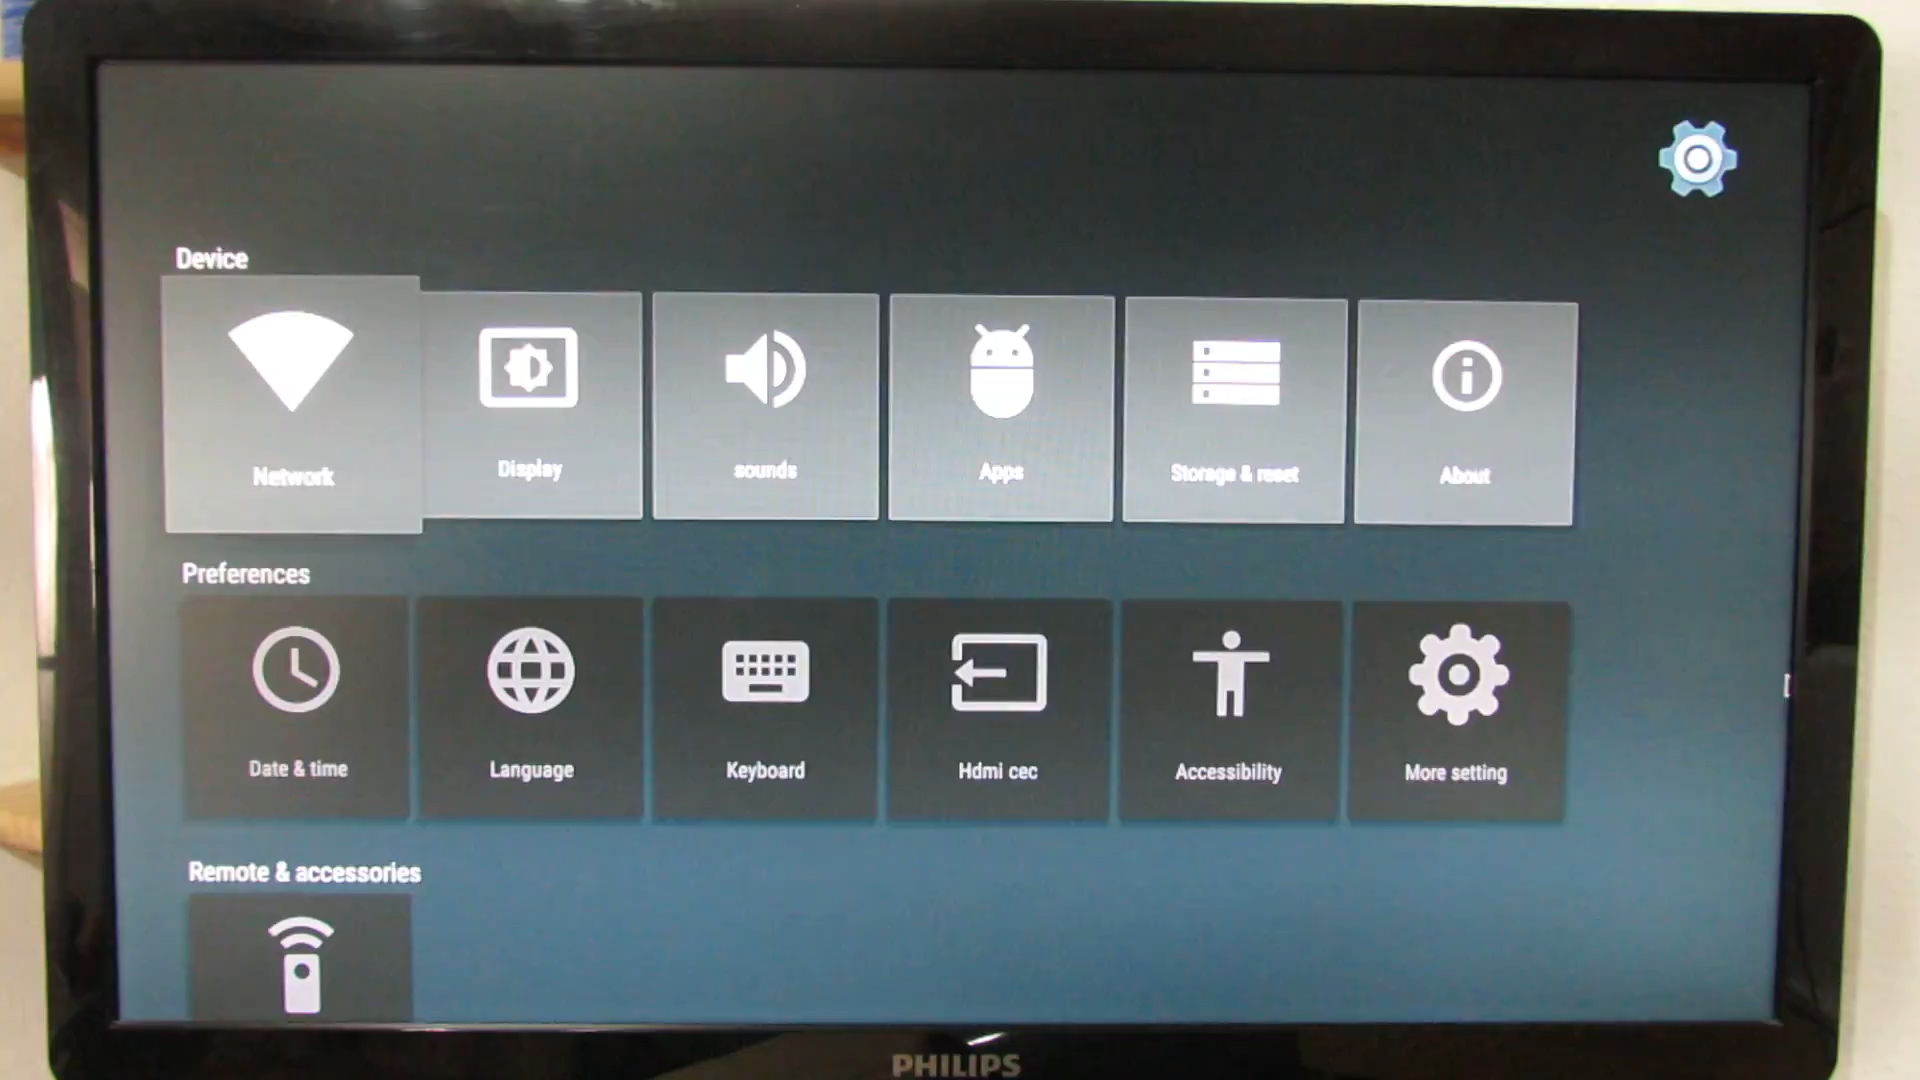 Device
Network
Display
sounds
Apps
Storage & reset
About
Preferences
Date & time
Language
Keyboard
Hdmi cec
Accessibility
More setting
Remote & accessories
PHILIPS